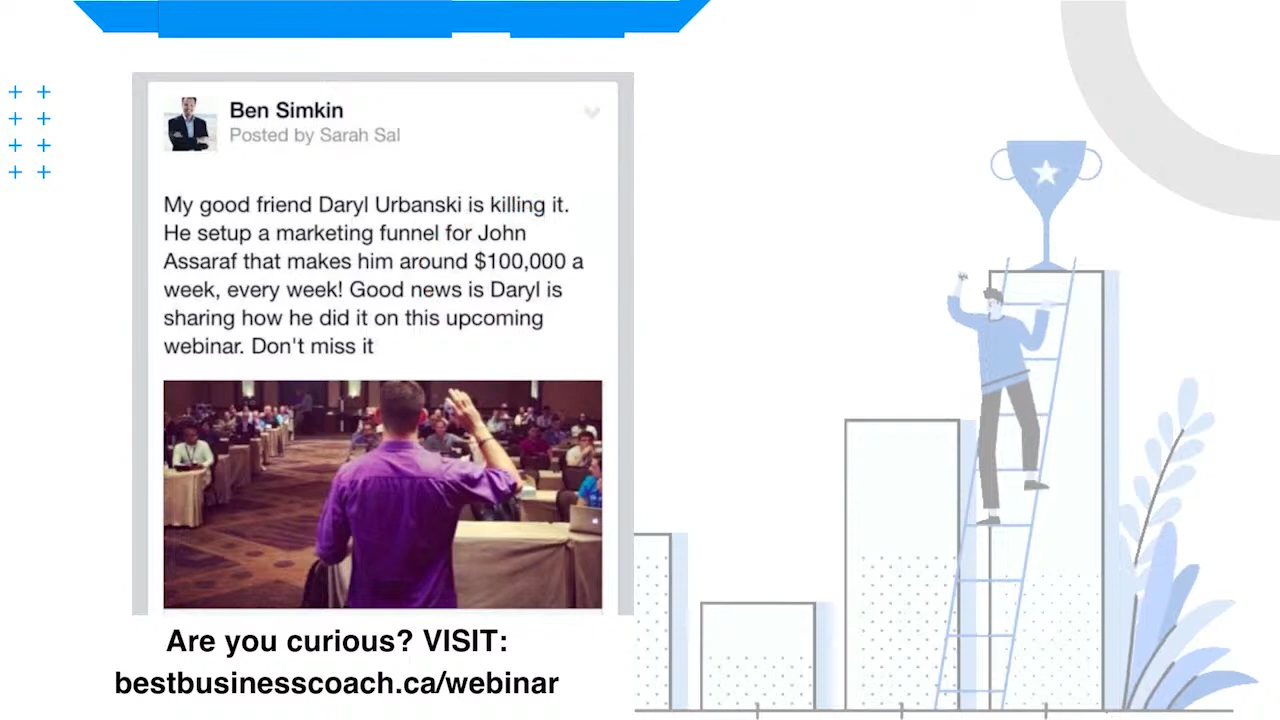 Ben Simkin
Posted by Sarah Sal
My good friend Daryl Urbanski is killing it.
He setup a marketing funnel for John
Assaraf that makes him around $100,000 a
week, every week! Good news is Daryl is
sharing how he did it on this upcoming
webinar. Don't miss it
Are you curious? VISIT:
bestbusinesscoach.ca/webinar